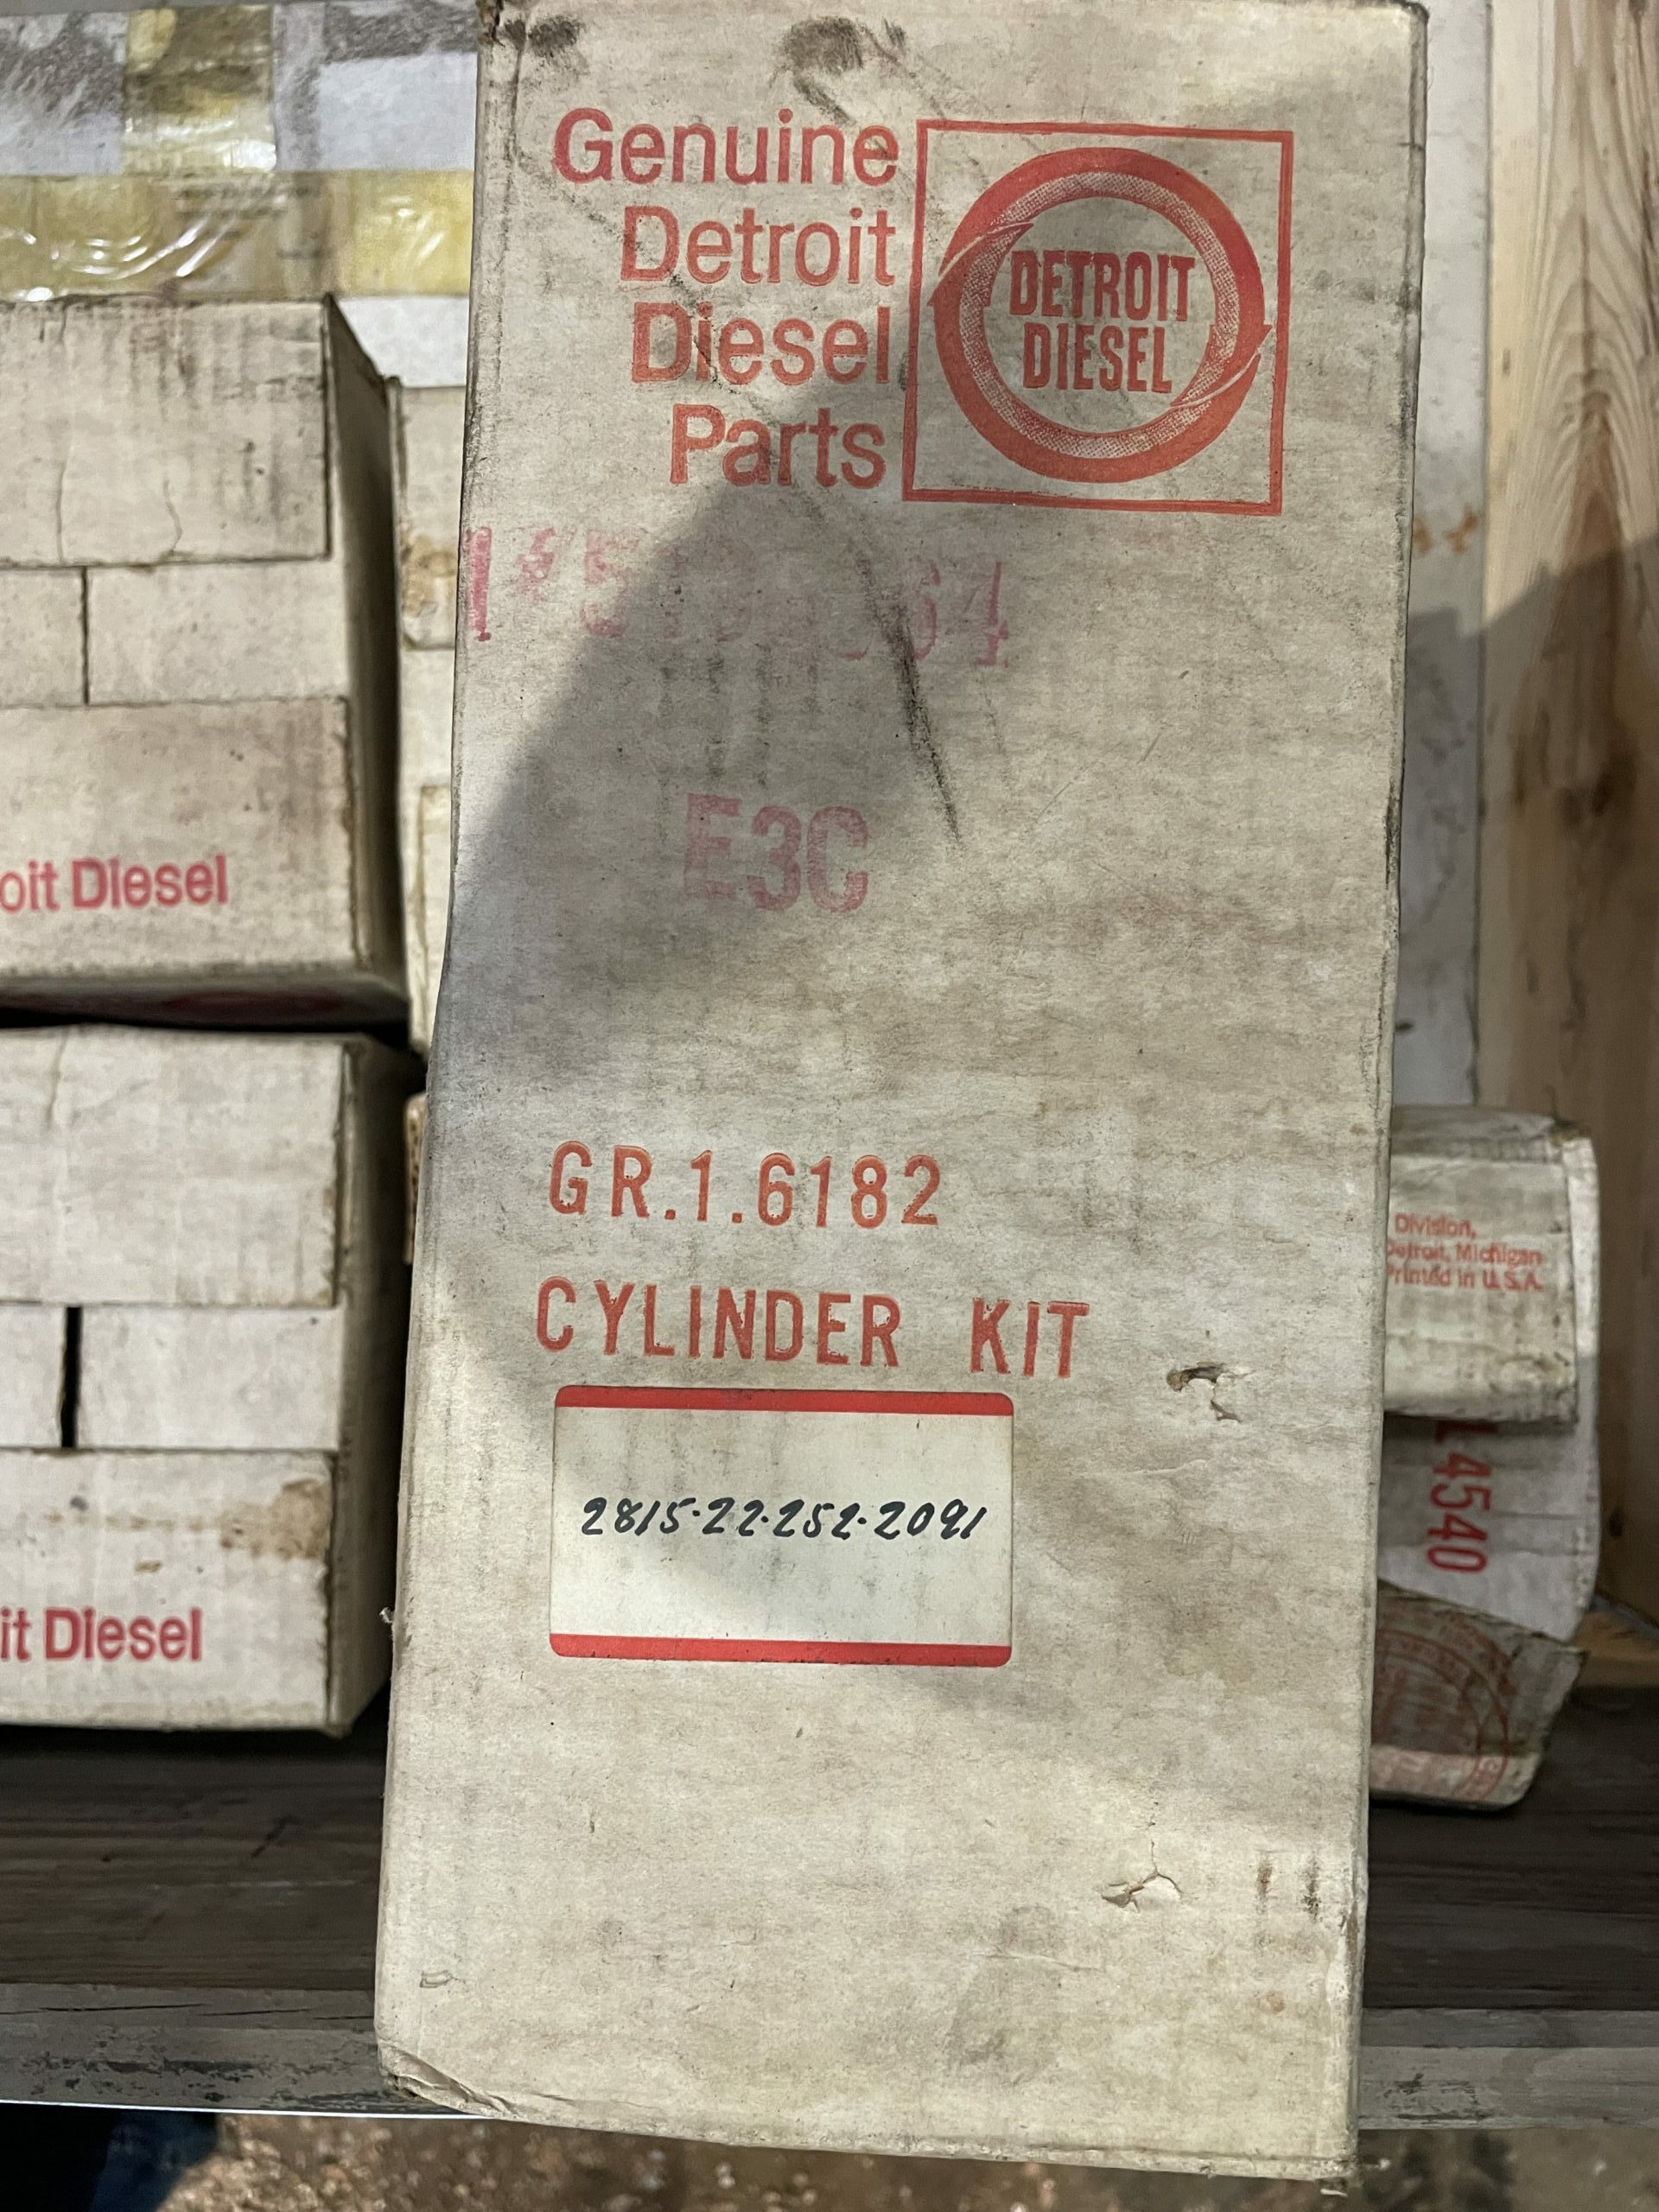 Genuine
Detroit
Diesel
Parts
DETROIT
DIESEL
E3C
GR.1.6182
CYLINDER KIT
2815-22-252-2091
oit Diesel
it Diesel
Division,
Detroit, Michigan
Printed in U.S.A.
L4540